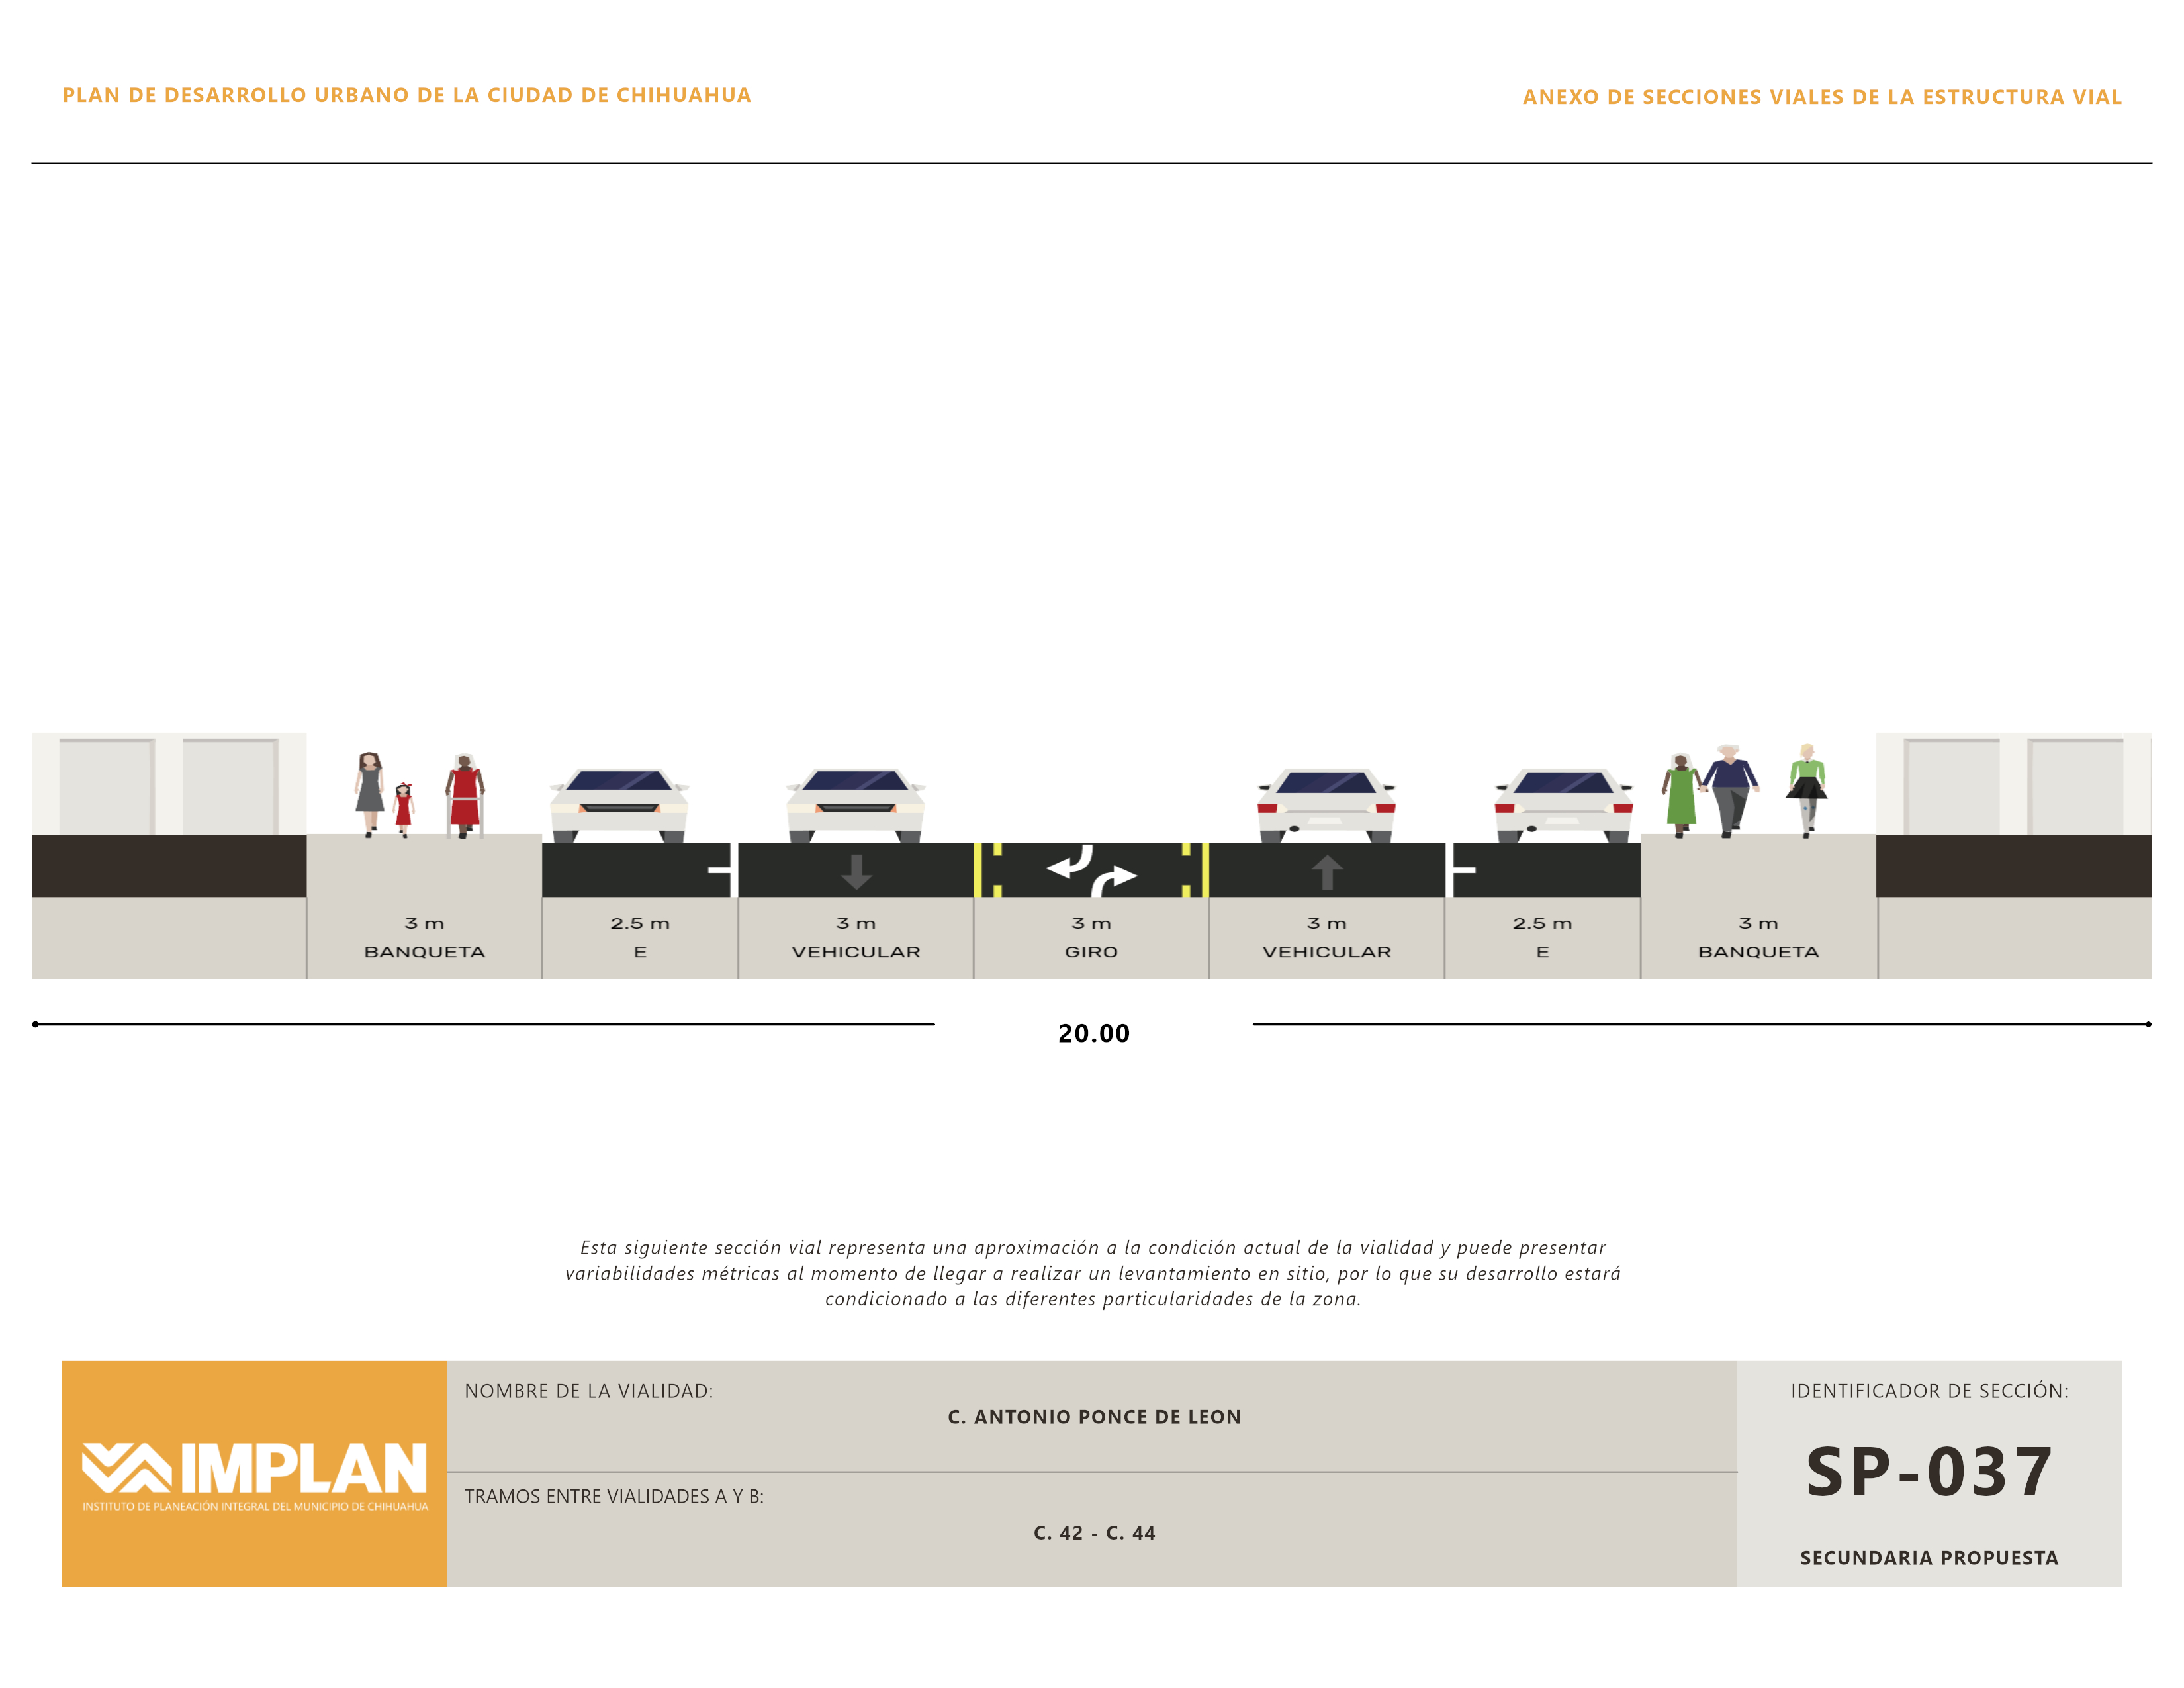 PLAN DE DESARROLLO URBANO DE LA CIUDAD DE CHIHUAHUA
ANEXO DE SECCIONES VIALES DE LA ESTRUCTURA VIAL
3 m
BANQUETA
2.5 m
E
3 m
VEHICULAR
3 m
GIRO
3 m
VEHICULAR
2.5 m
E
3 m
BANQUETA
20.00
Esta siguiente sección vial representa una aproximación a la condición actual de la vialidad y puede presentar
variabilidades métricas al momento de llegar a realizar un levantamiento en sitio, por lo que su desarrollo estará
condicionado a las diferentes particularidades de la zona.
IMPLAN
INSTITUTO DE PLANEACIÓN INTEGRAL DEL MUNICIPIO DE CHIHUAHUA
NOMBRE DE LA VIALIDAD:
C. ANTONIO PONCE DE LEON
TRAMOS ENTRE VIALIDADES A Y B:
C. 42 - C. 44
IDENTIFICADOR DE SECCIÓN:
SP-037
SECUNDARIA PROPUESTA